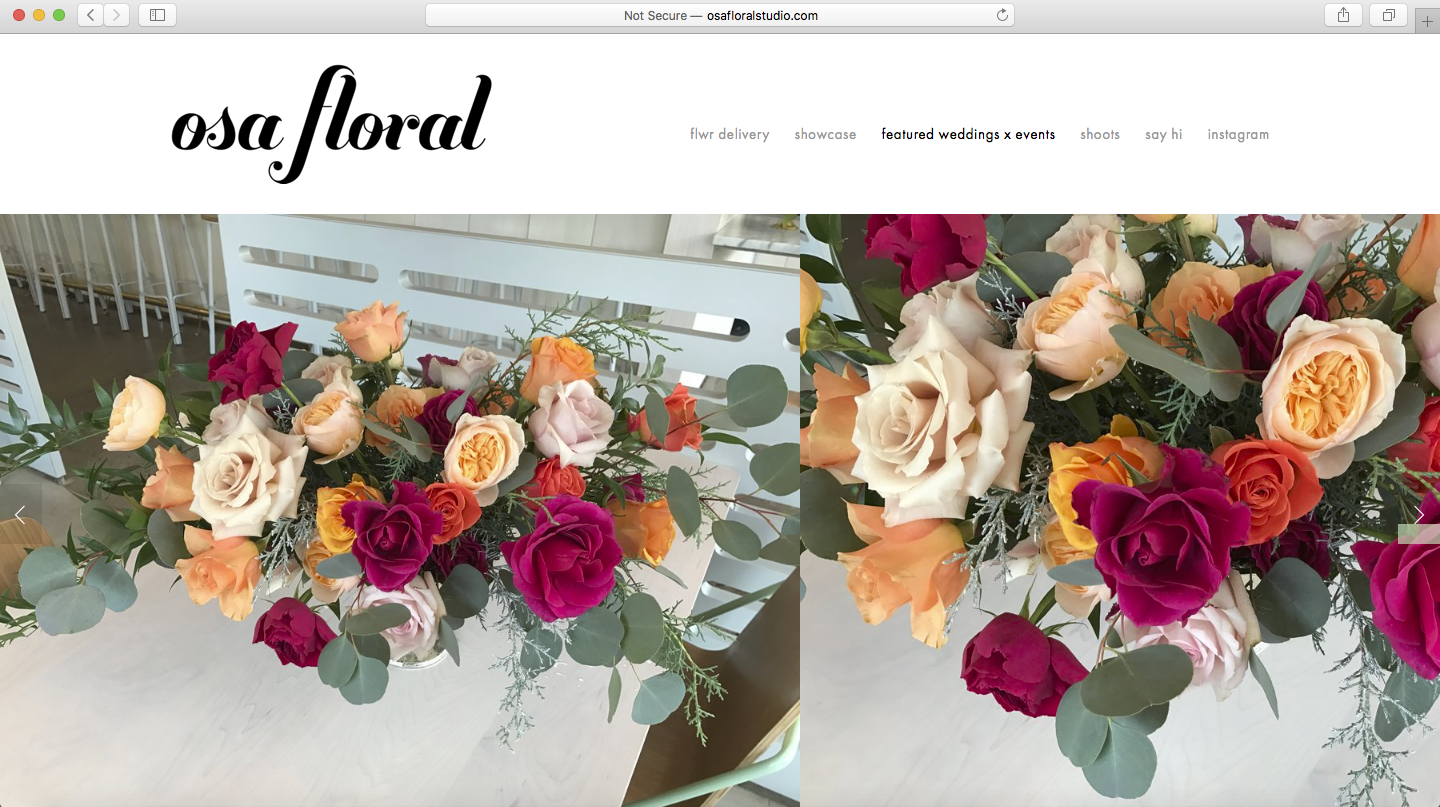 Not Secure — osafloralstudio.com
osa floral
flwr delivery showcase featured weddings x events shoots say hi instagram